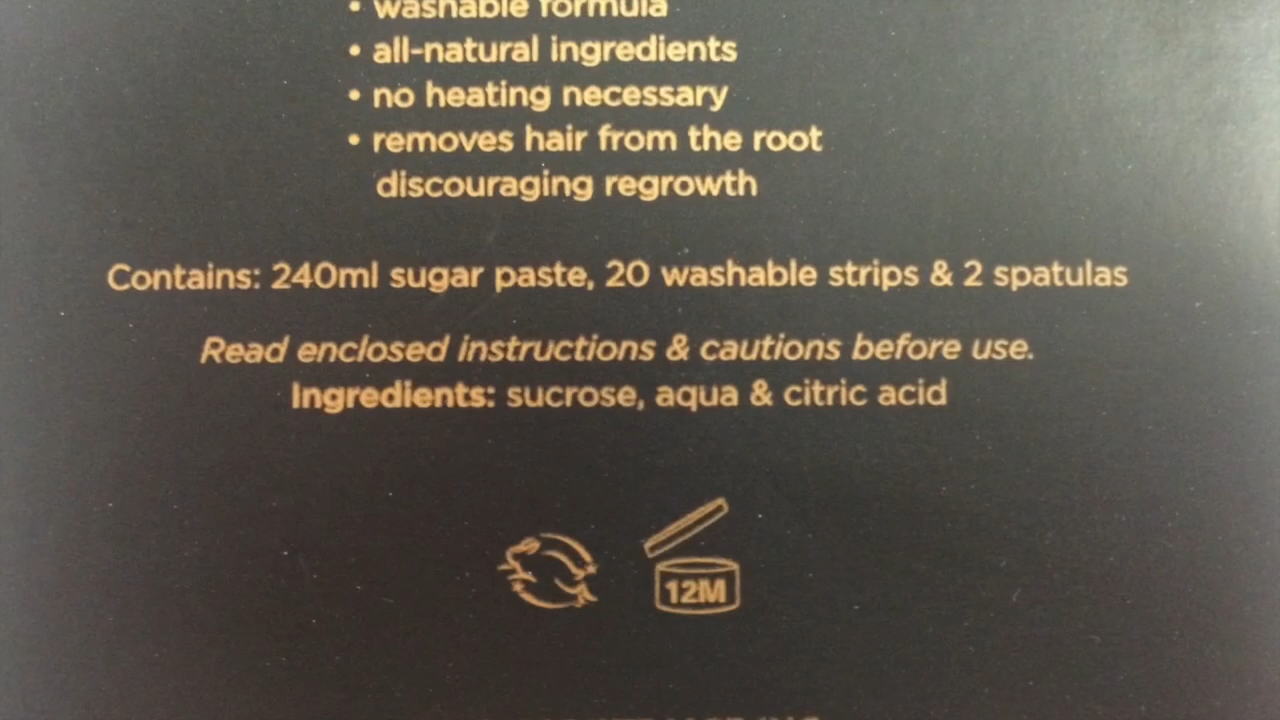 • washable formula
• all-natural ingredients
• no heating necessary
• removes hair from the root
discouraging regrowth
Contains: 240ml sugar paste, 20 washable strips & 2 spatulas
Read enclosed instructions & cautions before use.
Ingredients: sucrose, aqua & citric acid
12M